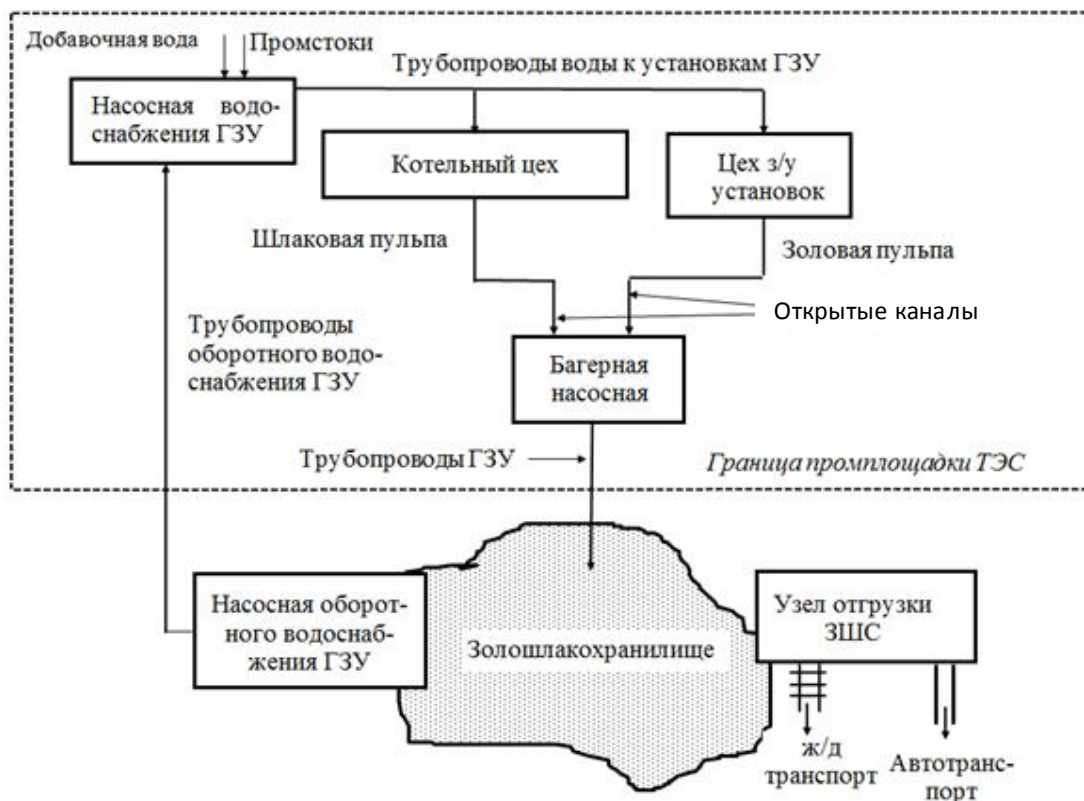 Добавочная вода
Промстоки
Трубопроводы воды к установкам ГЗУ
Насосная водо-
снабжения ГЗУ
Котельный цех
Цех з/у
установок
Шлаковая пульпа
Золовая пульпа
Открытые каналы
Трубопроводы
оборотного водо-
снабжения ГЗУ
Багерная
насосная
Трубопроводы ГЗУ
Граница промплощадки ТЭС
Насосная оборот-
ного водоснаб-
жения ГЗУ
Золошлакохранилище
Узел отгрузки
ЗШС
ж/д
транспорт
Автотранс-
порт